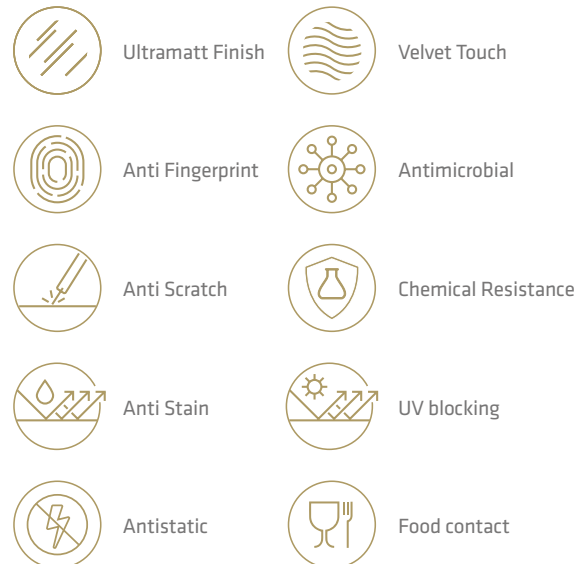 Ultramatt Finish
Velvet Touch
Anti Fingerprint
Antimicrobial
Anti Scratch
Chemical Resistance
Anti Stain
UV blocking
Antistatic
Food contact